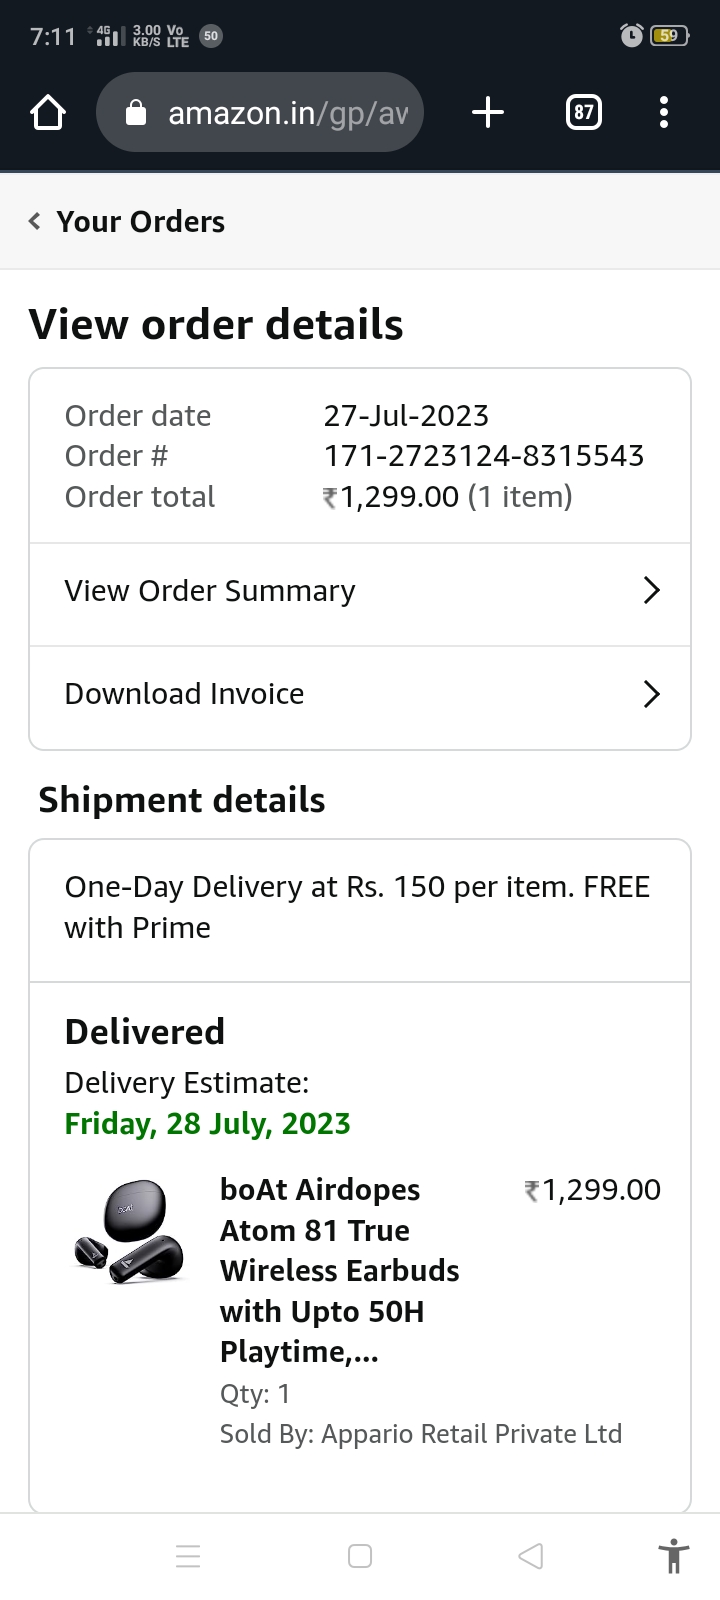 7:11 4G 3.00 KB/S Vo LTE 50 59
amazon.in/gp/av
87
Your Orders
View order details
Order date 27-Jul-2023
Order # 171-2723124-8315543
Order total ₹1,299.00 (1 item)
View Order Summary
Download Invoice
Shipment details
One-Day Delivery at Rs. 150 per item. FREE
with Prime
Delivered
Delivery Estimate:
Friday, 28 July, 2023
boAt Airdopes ₹1,299.00
Atom 81 True
Wireless Earbuds
with Upto 50H
Playtime,...
Qty: 1
Sold By: Appario Retail Private Ltd
boAt